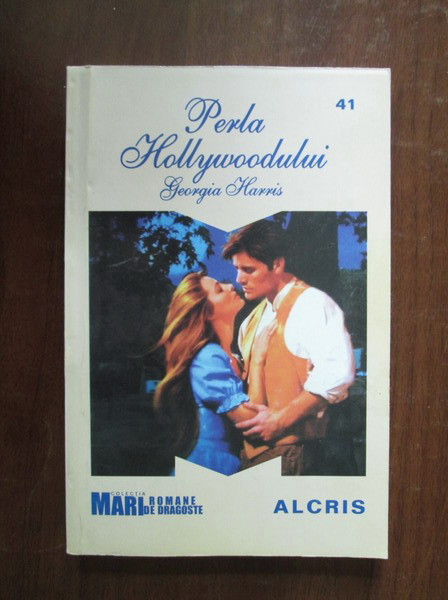 41
Perla
Hollywoodului
Georgia Harris
COLECȚIA
MARI ROMANE
DE DRAGOSTE
ALCRIS